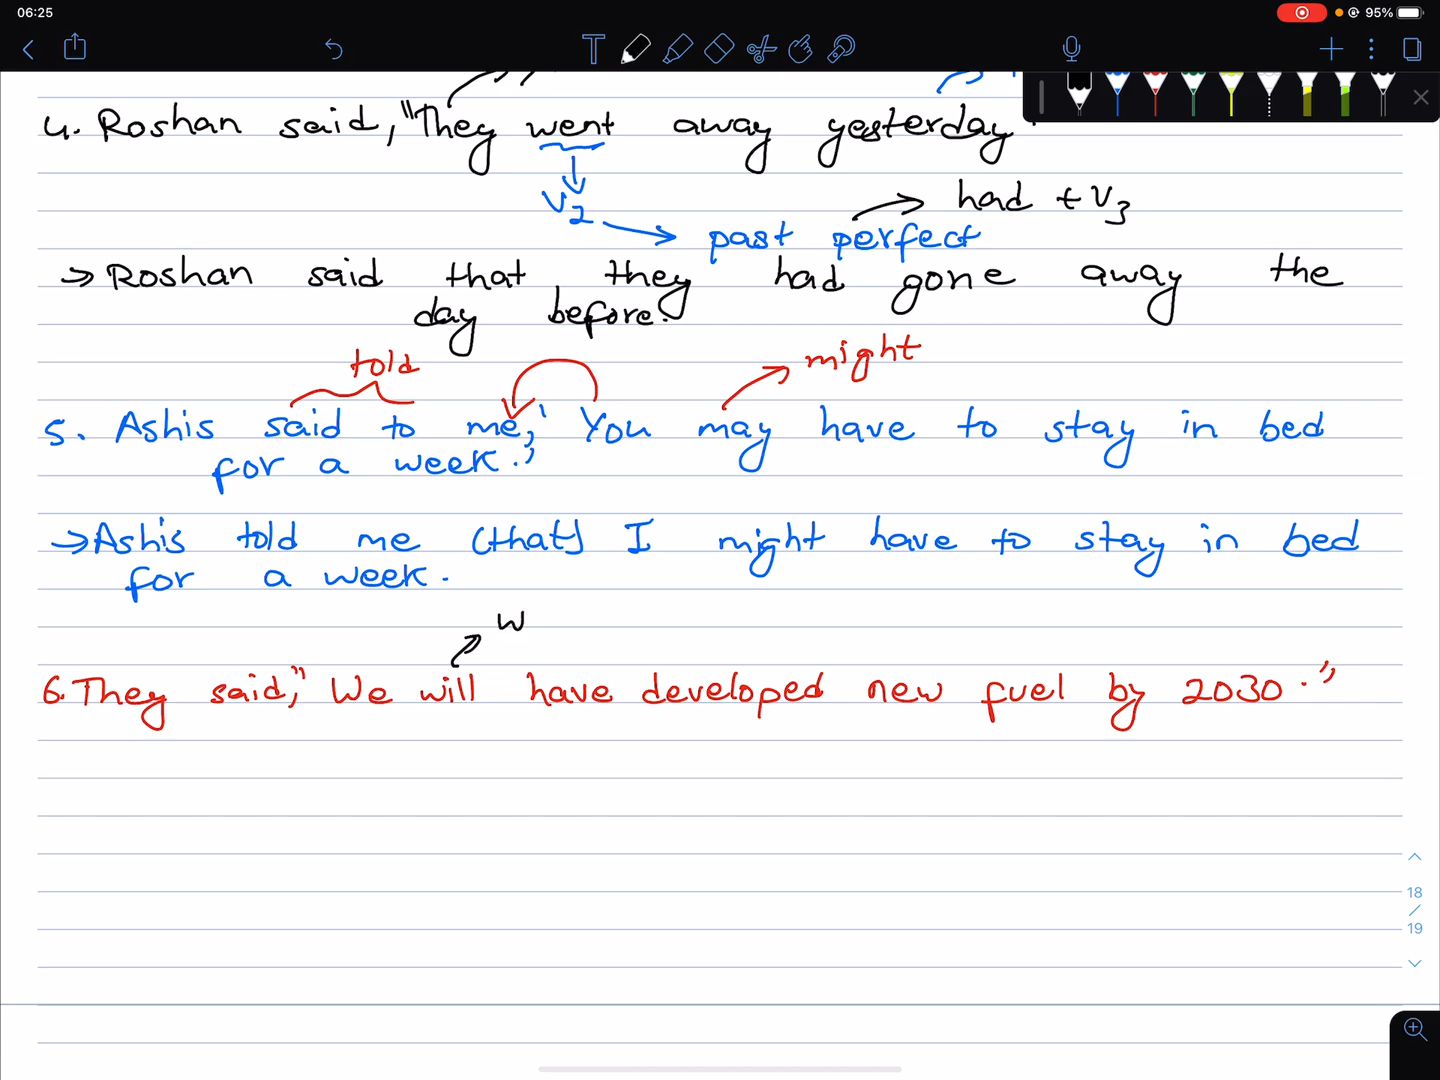 06:25
95%
4. Roshan said, "They went away yesterday"
V2
had + V3
past perfect
→ Roshan said that they had gone away the
day before.
told
might
5. Ashis said to me, 'You may have to stay in bed
for a week.'
→ Ashis told me (that) I might have to stay in bed
for a week.
W
6. They said," We will have developed new fuel by 2030."
18
/
19